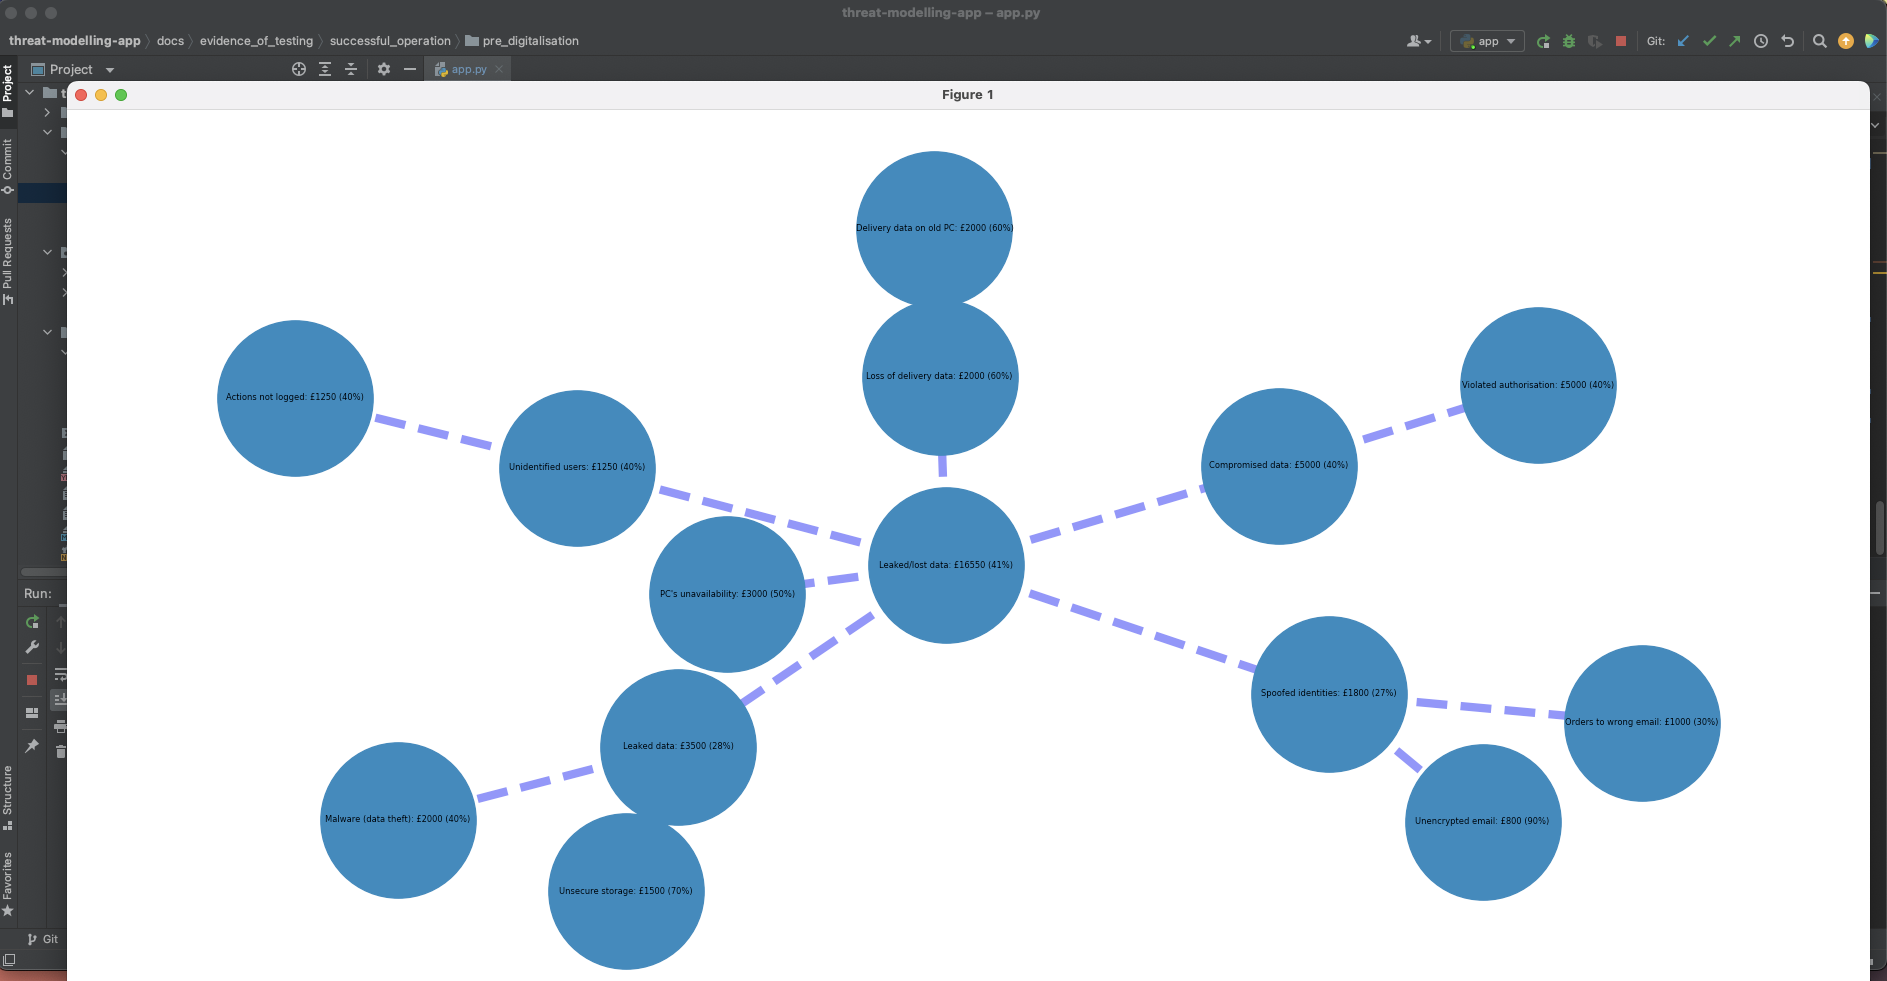 threat-modelling-app – app.py
threat-modelling-app docs evidence_of_testing successful_operation pre_digitalisation
app
Git:
Project
app.py
Project
Commit
Pull Requests
Structure
Favorites
Figure 1
Delivery data on old PC: £2000 (60%)
Loss of delivery data: £2000 (60%)
Violated authorisation: £5000 (40%)
Actions not logged: £1250 (40%)
Unidentified users: £1250 (40%)
Compromised data: £5000 (40%)
Leaked/lost data: £16550 (41%)
PC's unavailability: £3000 (50%)
Spoofed identities: £1800 (27%)
Orders to wrong email: £1000 (30%)
Leaked data: £3500 (28%)
Malware (data theft): £2000 (40%)
Unencrypted email: £800 (90%)
Unsecure storage: £1500 (70%)
Run:
Git